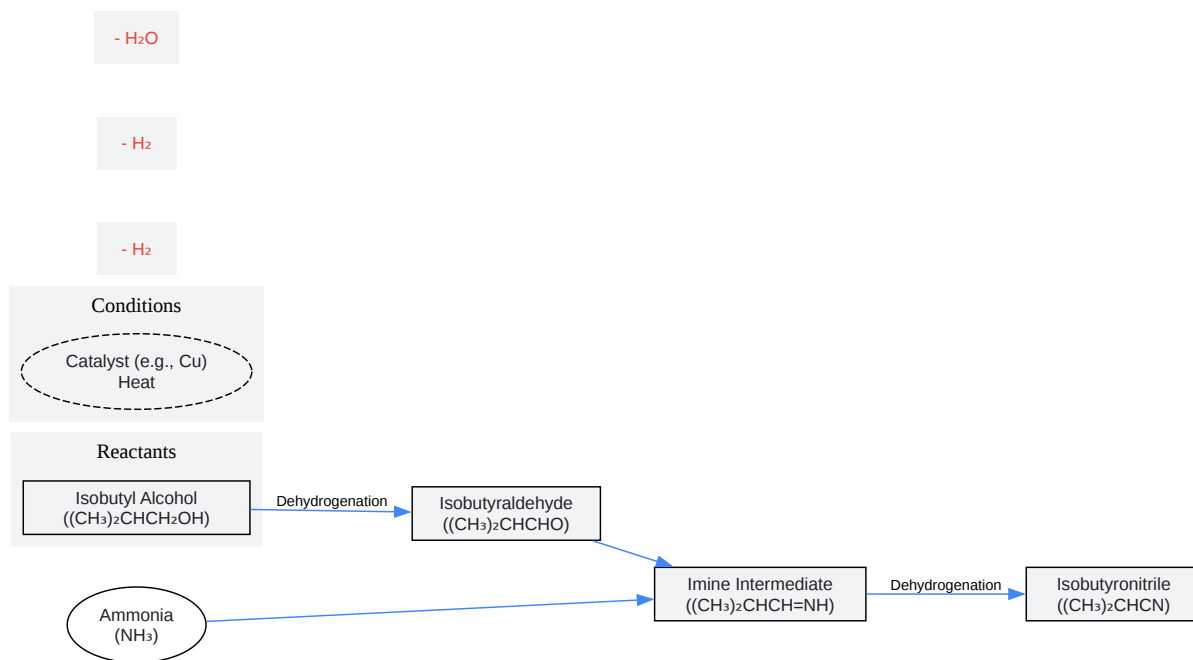 - H₂O
- H₂
- H₂
Conditions
Catalyst (e.g., Cu)
Heat
Reactants
Isobutyl Alcohol
((CH₃)₂CHCH₂OH)
Dehydrogenation
Isobutyraldehyde
((CH₃)₂CHCHO)
Ammonia
(NH₃)
Imine Intermediate
((CH₃)₂CHCH=NH)
Dehydrogenation
Isobutyronitrile
((CH₃)₂CHCN)